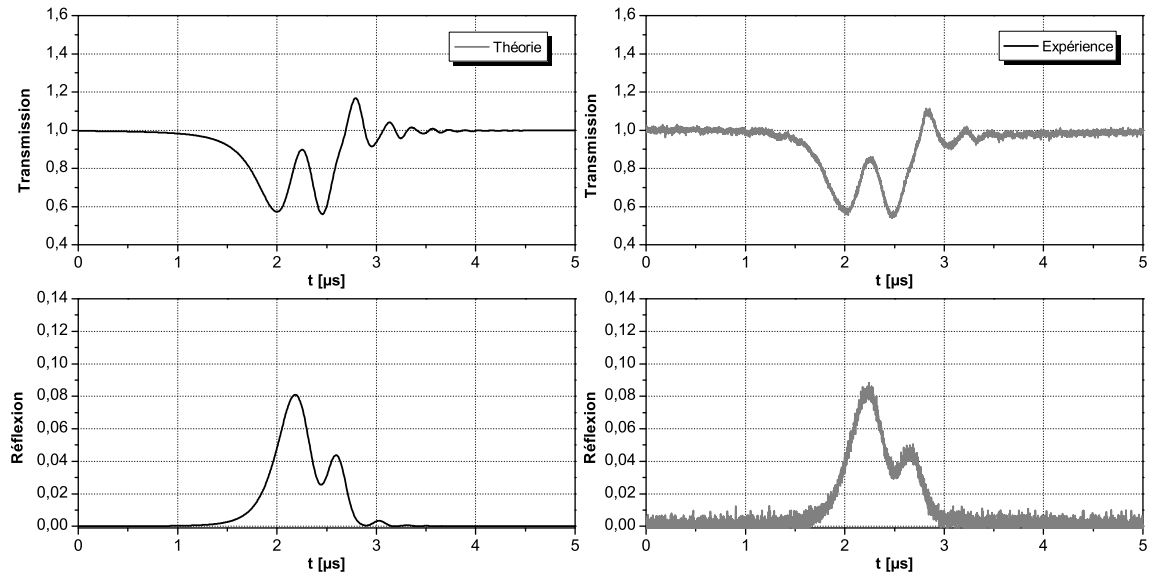 1,6
1,4
1,2
1,0
0,8
0,6
0,4
Transmission
Théorie
0 1 2 3 4 5
t [µs]
1,6
1,4
1,2
1,0
0,8
0,6
0,4
Transmission
Expérience
0 1 2 3 4 5
t [µs]
0,14
0,12
0,10
0,08
0,06
0,04
0,02
0,00
Réflexion
0 1 2 3 4 5
t [µs]
0,14
0,12
0,10
0,08
0,06
0,04
0,02
0,00
Réflexion
0 1 2 3 4 5
t [µs]